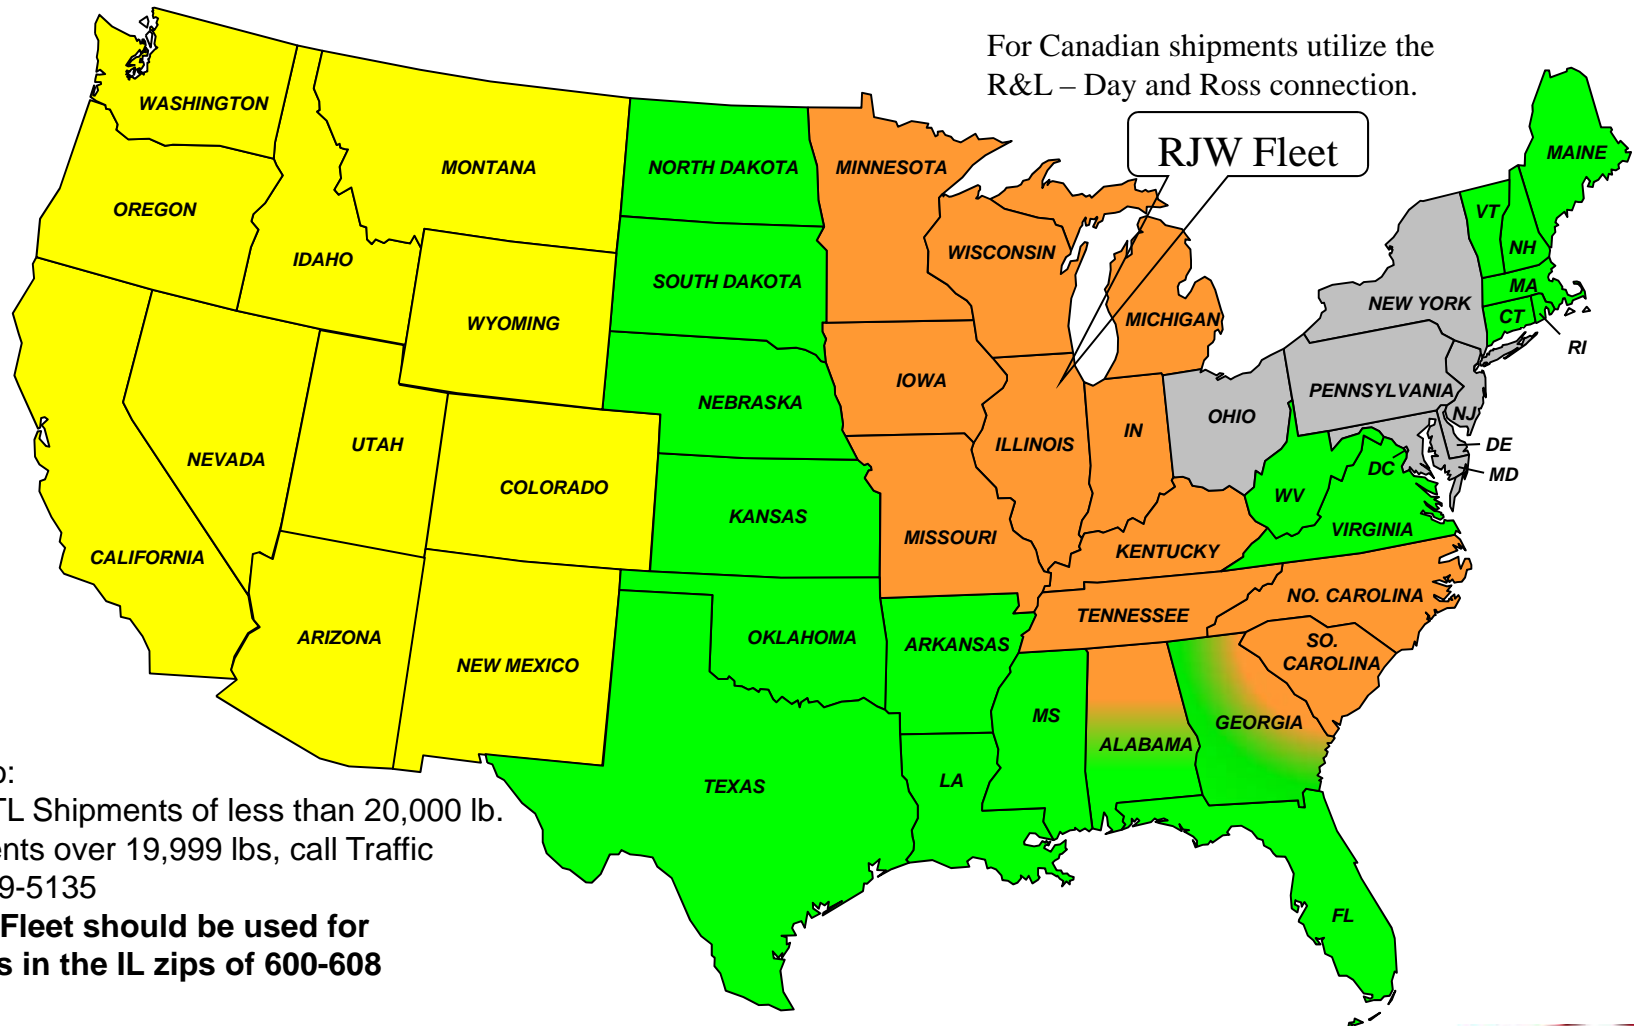 For Canadian shipments utilize the
R&L – Day and Ross connection.
RJW Fleet
WASHINGTON
MONTANA
NORTH DAKOTA
MINNESOTA
MAINE
OREGON
VT
IDAHO
WISCONSIN
NH
SOUTH DAKOTA
MA
NEW YORK
WYOMING
MICHIGAN
CT
RI
IOWA
PENNSYLVANIA
NEBRASKA
OHIO
NJ
UTAH
ILLINOIS
IN
DE
NEVADA
DC
MD
COLORADO
WV
KANSAS
VIRGINIA
MISSOURI
CALIFORNIA
KENTUCKY
NO. CAROLINA
TENNESSEE
ARIZONA
OKLAHOMA
ARKANSAS
SO.
CAROLINA
NEW MEXICO
MS
GEORGIA
ALABAMA
TEXAS
LA
FL
:
TL Shipments of less than 20,000 lb.
ents over 19,999 lbs, call Traffic
9-5135
Fleet should be used for
s in the IL zips of 600-608